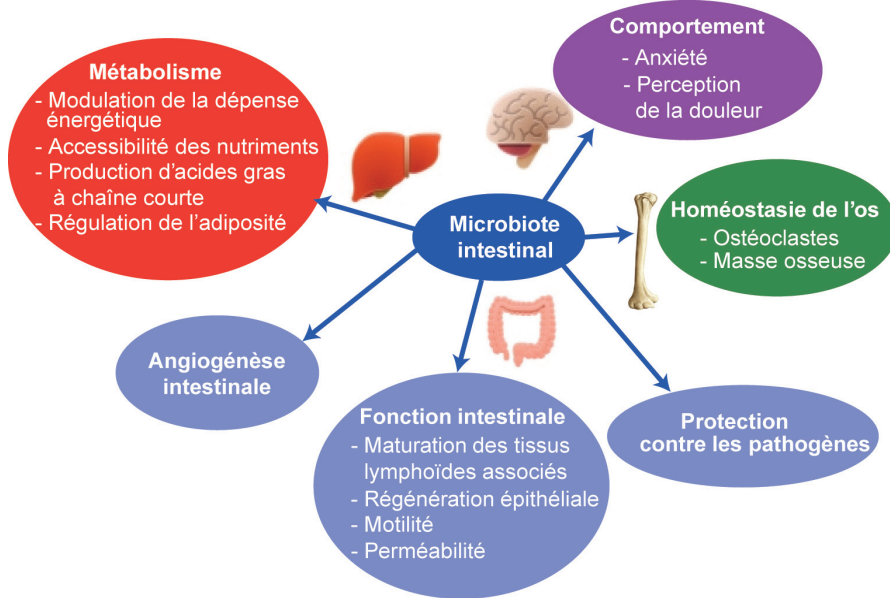 Comportement
- Anxiété
- Perception
de la douleur
Métabolisme
- Modulation de la dépense
énergétique
- Accessibilité des nutriments
- Production d'acides gras
à chaîne courte
- Régulation de l'adiposité
Microbiote
intestinal
Homéostasie de l'os
- Ostéoclastes
- Masse osseuse
Angiogénèse
intestinale
Fonction intestinale
- Maturation des tissus
lymphoïdes associés
- Régénération épithéliale
- Motilité
- Perméabilité
Protection
contre les pathogènes